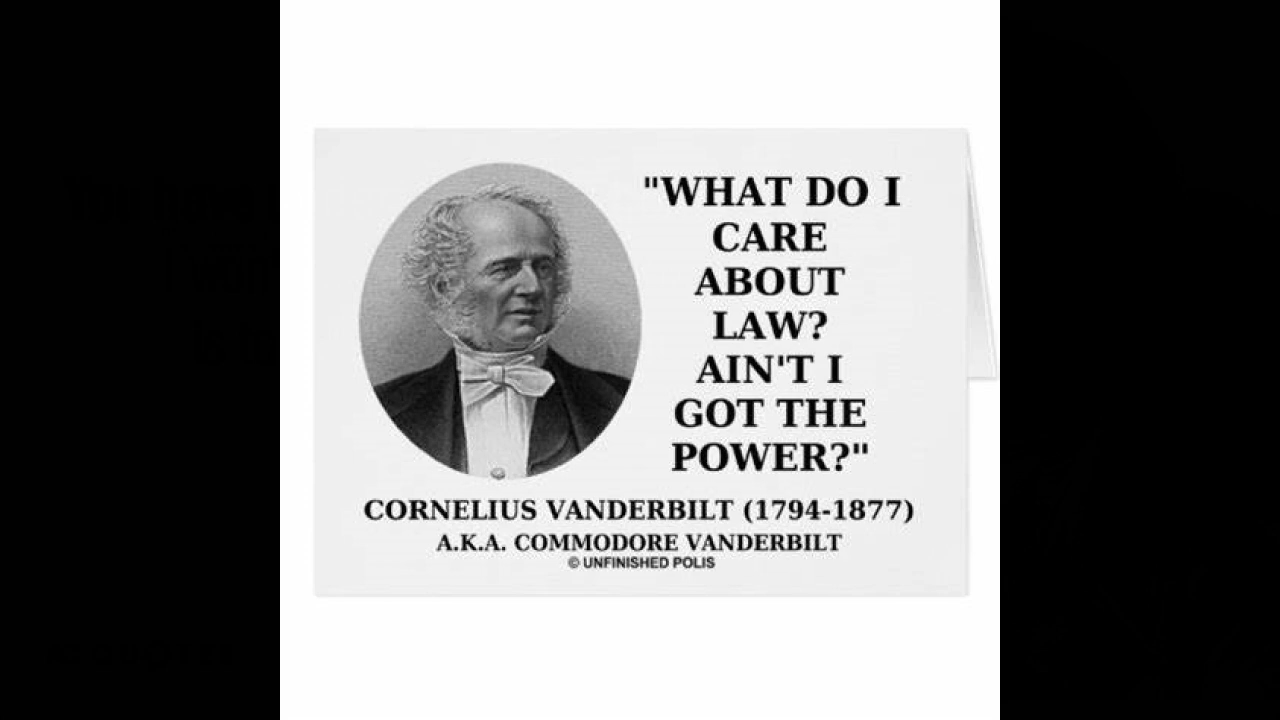 "WHAT DO I
CARE
ABOUT
LAW?
AIN'T I
GOT THE
POWER?"
CORNELIUS VANDERBILT (1794-1877)
A.K.A. COMMODORE VANDERBILT
© UNFINISHED POLIS